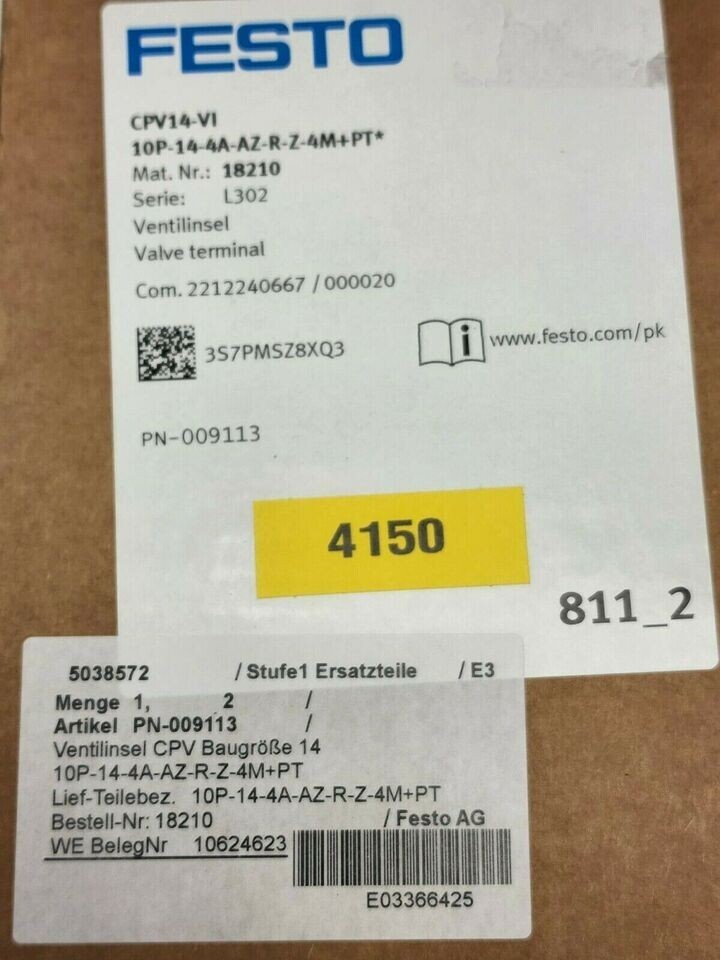 FESTO
CPV14-VI
10P-14-4A-AZ-R-Z-4M+PT*
Mat. Nr.: 18210
Serie: L302
Ventilinsel
Valve terminal
Com. 2212240667 / 000020
3S7PMSZ8XQ3
i www.festo.com/pk
PN-009113
4150
811_2
5038572 / Stufe1 Ersatzteile / E3
Menge 1, 2 /
Artikel PN-009113 /
Ventilinsel CPV Baugröße 14
10P-14-4A-AZ-R-Z-4M+PT
Lief-Teilebez. 10P-14-4A-AZ-R-Z-4M+PT
Bestell-Nr: 18210 / Festo AG
WE BelegNr 10624623
E03366425